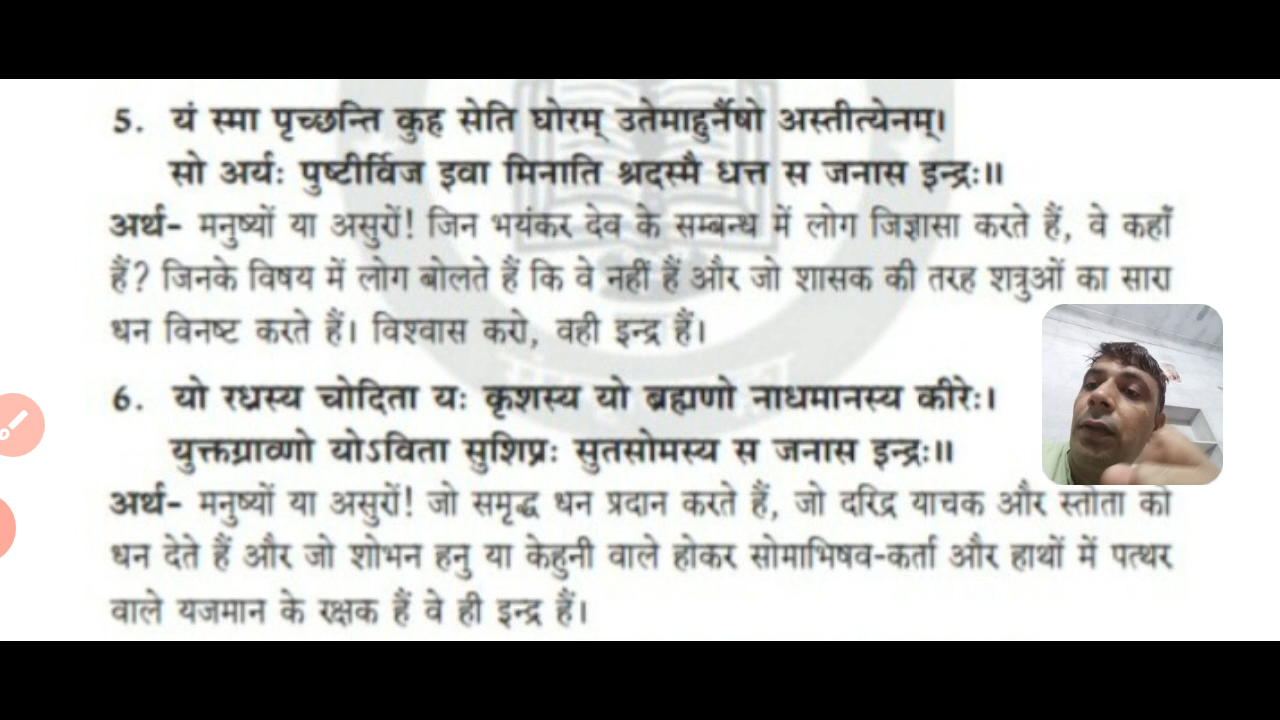 5. यं स्मा पृच्छन्ति कुह सेति घोरम् उतेमाहुर्नैषो अस्तीत्येनम्।
सो अर्यः पुष्टीर्विज इवा मिनाति श्रदस्मै धत्त स जनास इन्द्रः॥
अर्थ- मनुष्यों या असुरों! जिन भयंकर देव के सम्बन्ध में लोग जिज्ञासा करते हैं, वे कहाँ
हैं? जिनके विषय में लोग बोलते हैं कि वे नहीं हैं और जो शासक की तरह शत्रुओं का सारा
धन विनष्ट करते हैं। विश्वास करो, वही इन्द्र हैं।
6. यो रध्रस्य चोदिता यः कृशस्य यो ब्रह्मणो नाधमानस्य कीरेः।
युक्तग्राव्णो योऽविता सुशिप्रः सुतसोमस्य स जनास इन्द्रः॥
अर्थ- मनुष्यों या असुरों! जो समृद्ध धन प्रदान करते हैं, जो दरिद्र याचक और स्तोता को
धन देते हैं और जो शोभन हनु या केहुनी वाले होकर सोमाभिषव-कर्ता और हाथों में पत्थर
वाले यजमान के रक्षक हैं वे ही इन्द्र हैं।